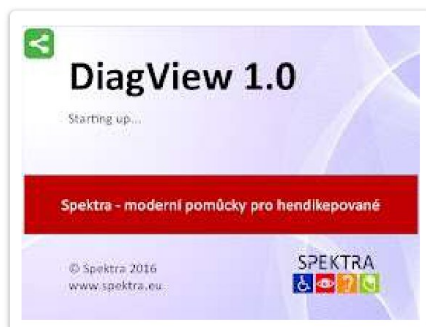 DiagView 1.0
Starting up...
Spektra - moderní pomůcky pro hendikepované
© Spektra 2016
www.spektra.eu
SPEKTRA